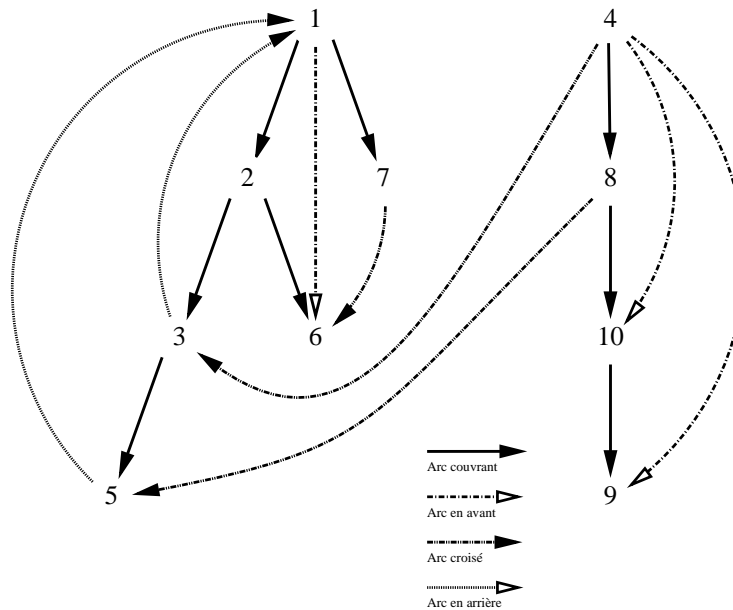 1 4
2 7 8
3 6 10
5 9
Arc couvrant
Arc en avant
Arc croisé
Arc en arrière